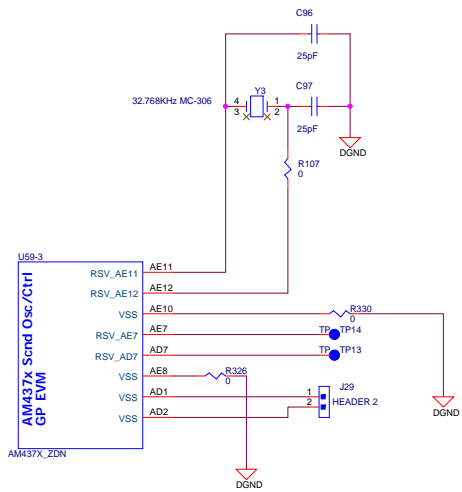 C96
25pF
Y3
C97
32.768KHz MC-306
4
1
3
2
25pF
DGND
R107
0
U59-3
AM437x Scnd Osc/Ctrl
GP EVM
RSV_AE11
AE11
RSV_AE12
AE12
VSS
AE10
R330
0
RSV_AE7
AE7
TP
TP14
RSV_AD7
AD7
TP
TP13
VSS
AE8
R326
0
VSS
AD1
1
J29
HEADER 2
VSS
AD2
2
DGND
AM437X_ZDN
DGND